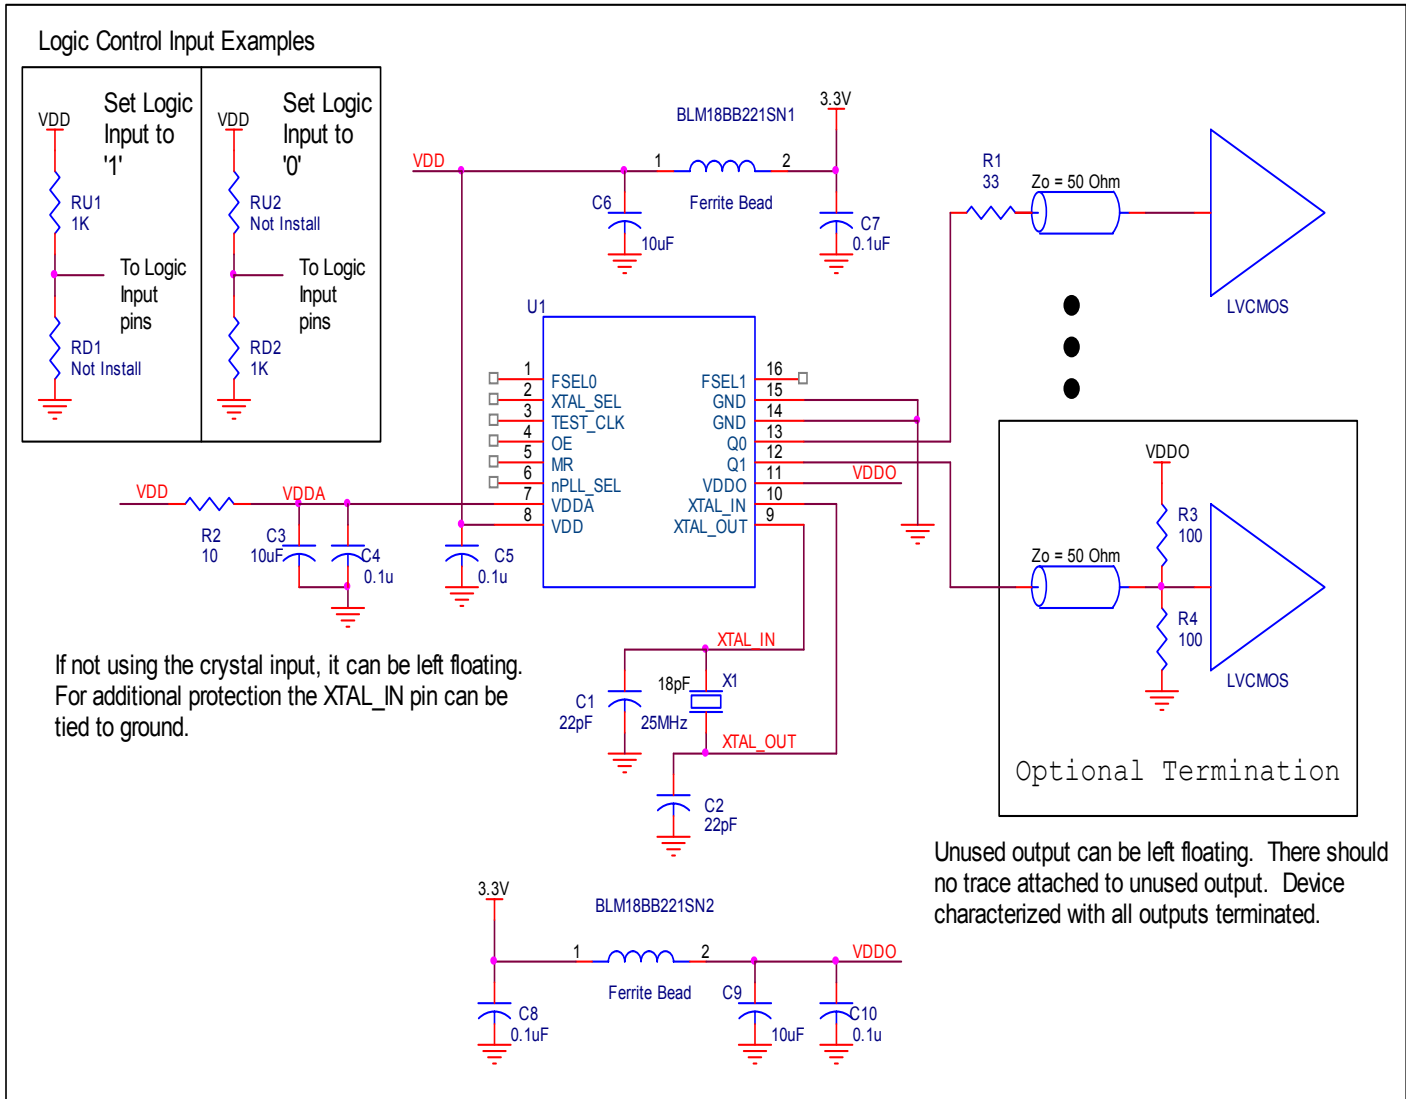 Logic Control Input Examples
VDD
Set Logic
Input to
'1'
RU1
1K
To Logic
Input
pins
RD1
Not Install
VDD
Set Logic
Input to
'0'
RU2
Not Install
To Logic
Input
pins
RD2
1K
VDD
BLM18BB221SN1
3.3V
1
2
Ferrite Bead
C6
10uF
C7
0.1uF
R1
33
Zo = 50 Ohm
LVCMOS
U1
1
FSEL0
2
XTAL_SEL
3
TEST_CLK
4
OE
5
MR
6
nPLL_SEL
7
VDDA
8
VDD
16
FSEL1
15
GND
14
GND
13
Q0
12
Q1
11
VDDO
10
XTAL_IN
9
XTAL_OUT
VDDO
VDD
R2
10
VDDA
C3
10uF
C4
0.1u
C5
0.1u
VDDO
R3
100
Zo = 50 Ohm
R4
100
LVCMOS
Optional Termination
If not using the crystal input, it can be left floating.
For additional protection the XTAL_IN pin can be
tied to ground.
XTAL_IN
C1
22pF
18pF
X1
25MHz
XTAL_OUT
C2
22pF
Unused output can be left floating. There should
no trace attached to unused output. Device
characterized with all outputs terminated.
3.3V
BLM18BB221SN2
1
2
Ferrite Bead
VDDO
C8
0.1uF
C9
10uF
C10
0.1u